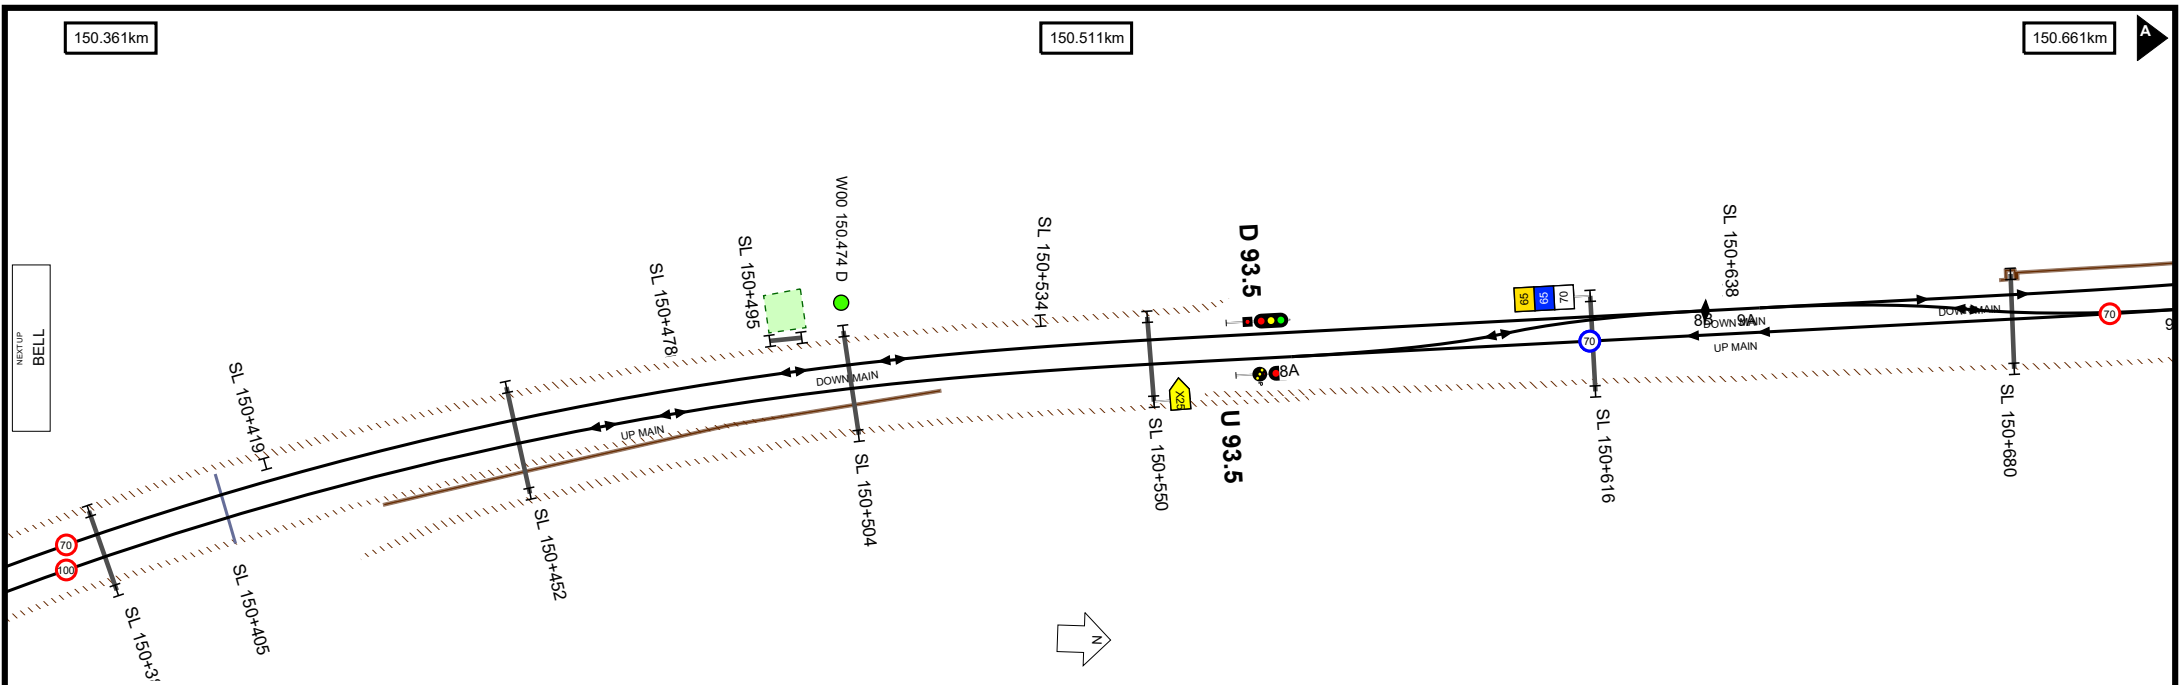 150.361km
150.511km
150.661km
A
NEXT UP
BELL
W00 150.474 D
SL 150+495
SL 150+478
SL 150+534
D 93.5
SL 150+638
65
65
70
70
8B
9A
DOWN MAIN
UP MAIN
DOWN MAIN
70
9
SL 150+419
DOWN MAIN
UP MAIN
8A
X25
U 93.5
SL 150+550
SL 150+616
SL 150+680
SL 150+504
SL 150+452
SL 150+405
70
100
N